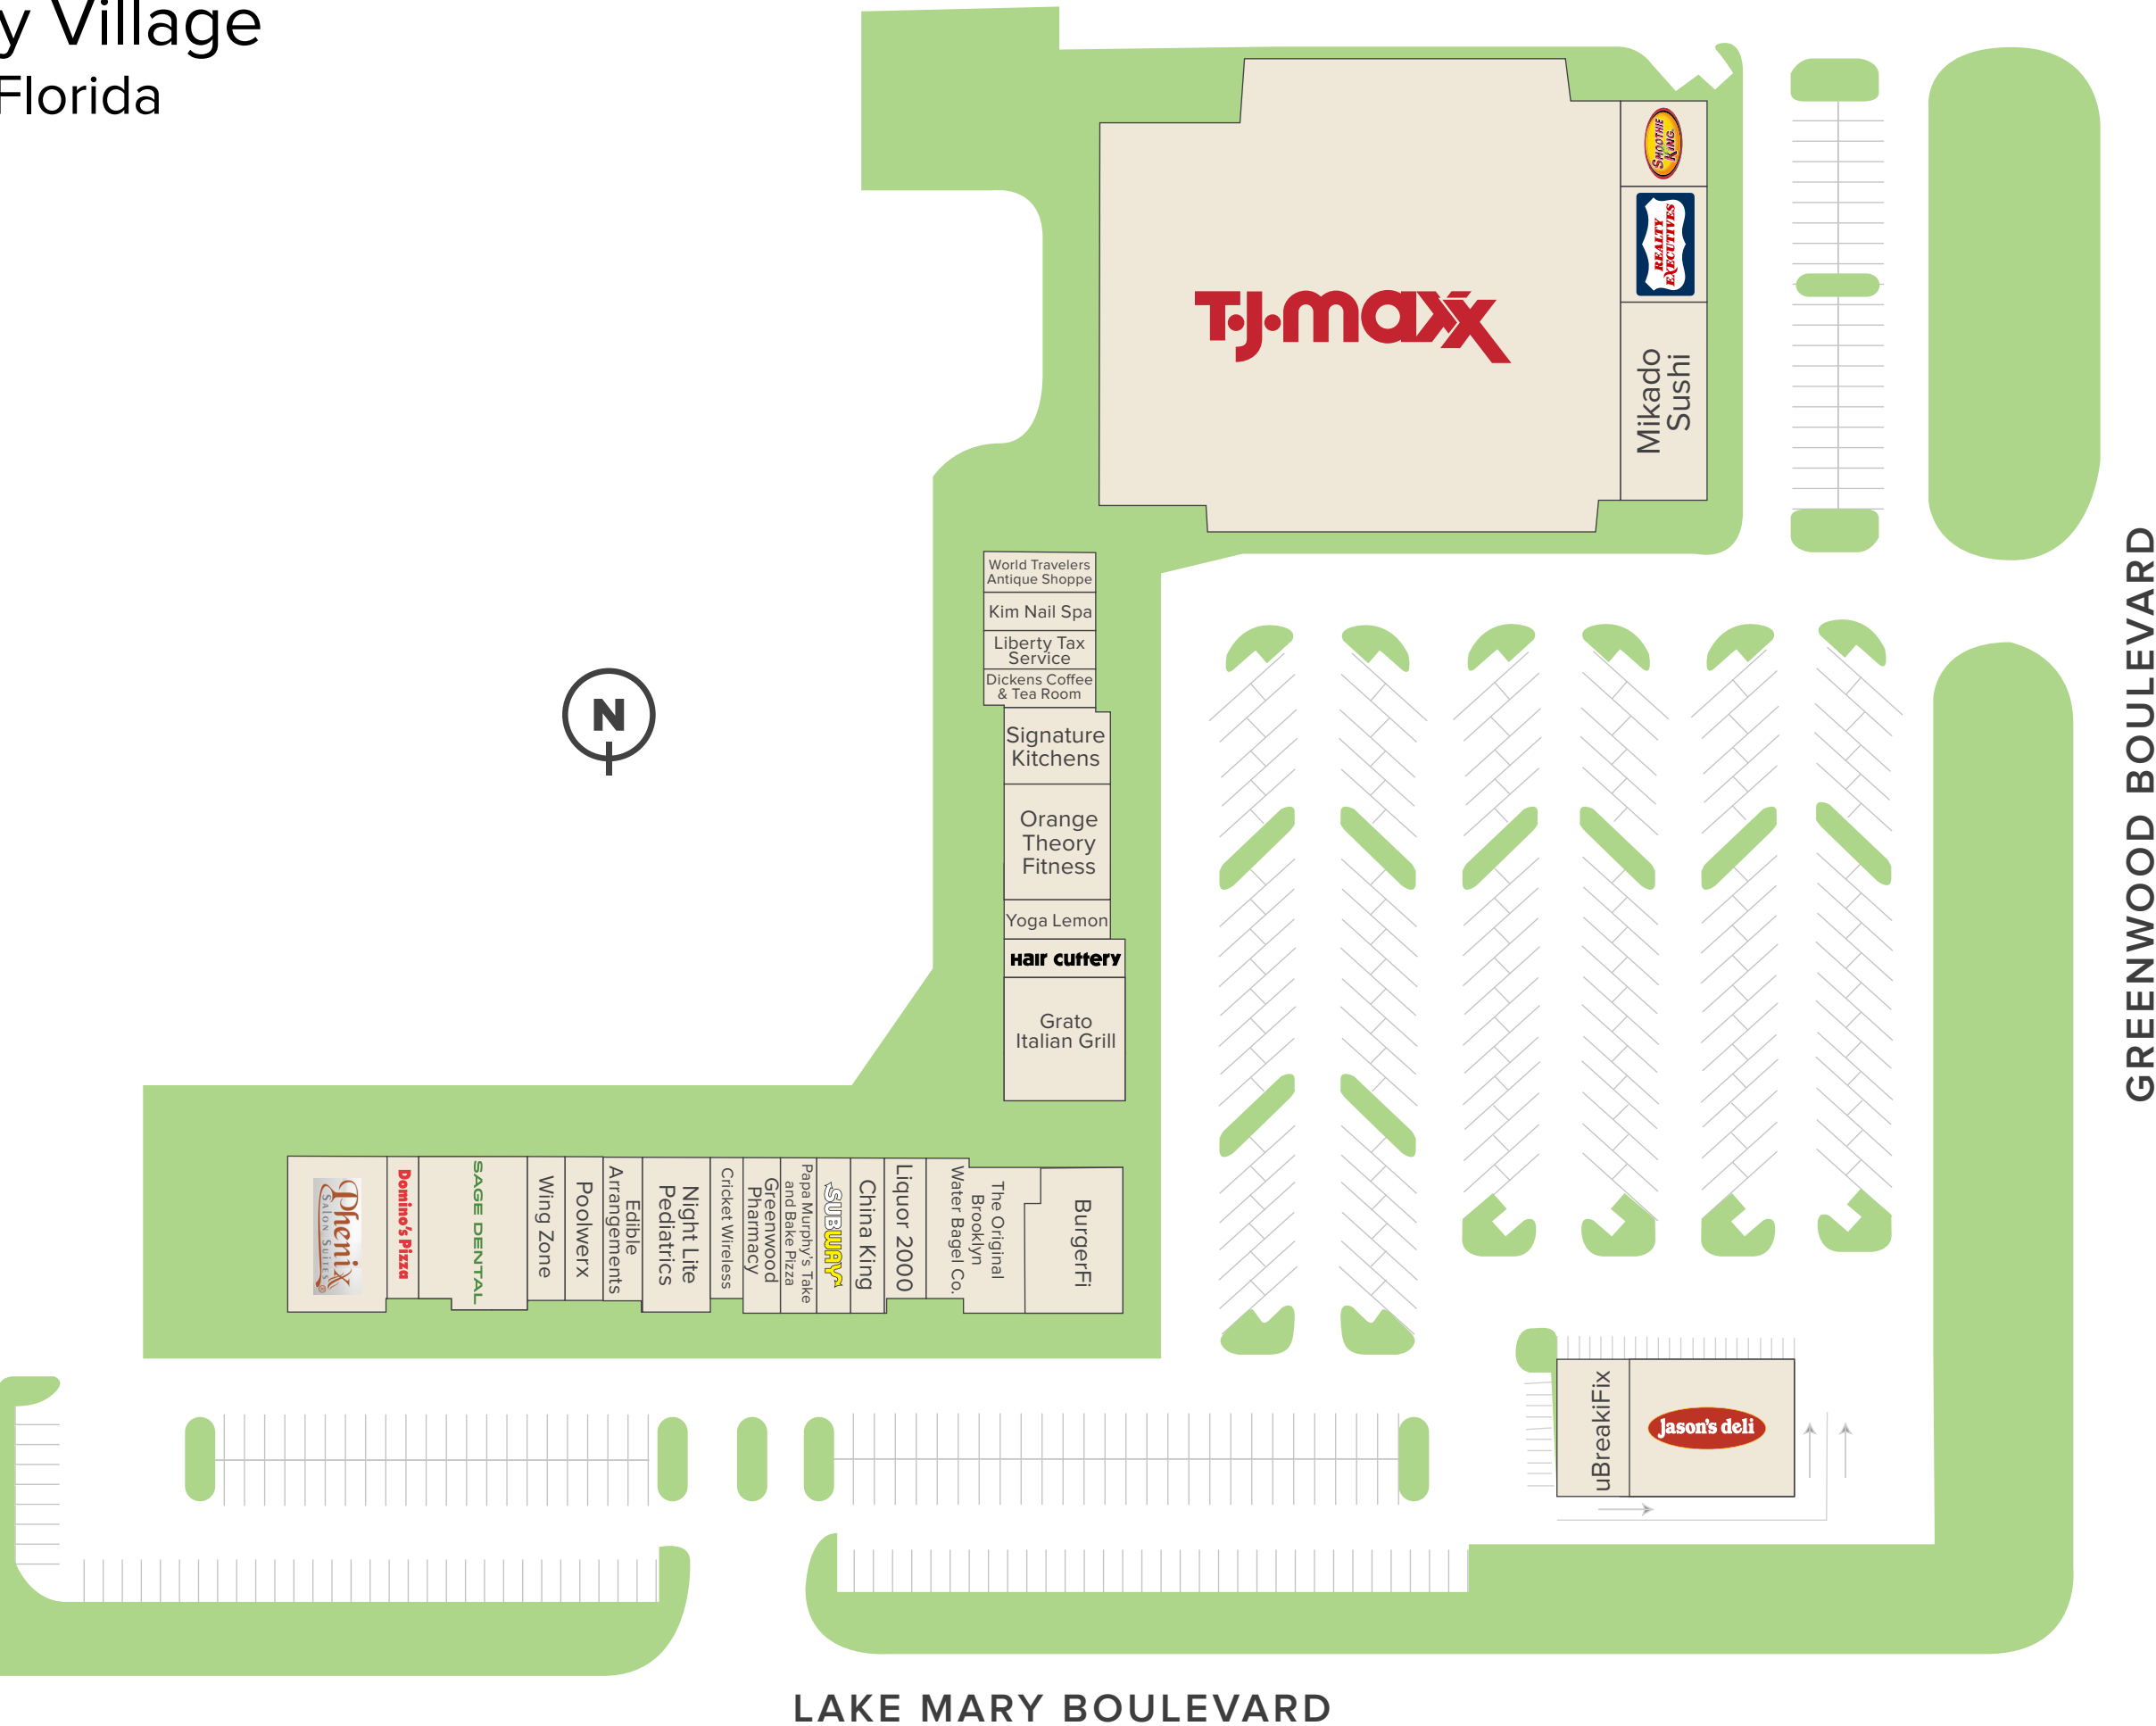 y Village
Florida
SMOOTHIE
KING
REALTY
EXECUTIVES
T·J·maxx
Mikado
Sushi
World Travelers
Antique Shoppe
Kim Nail Spa
Liberty Tax
Service
Dickens Coffee
& Tea Room
N
Signature
Kitchens
Orange
Theory
Fitness
Yoga Lemon
Hair cuttery
Grato
Italian Grill
GREENWOOD BOULEVARD
Phenix
SALON SUITES®
Domino's Pizza
SAGE DENTAL
Wing Zone
Poolwerx
Edible
Arrangements
Night Lite
Pediatrics
Cricket Wireless
Greenwood
Pharmacy
Papa Murphy's Take
and Bake Pizza
SUBWAY
China King
Liquor 2000
The Original
Brooklyn
Water Bagel Co.
BurgerFi
uBreakiFix
Jason's deli
LAKE MARY BOULEVARD